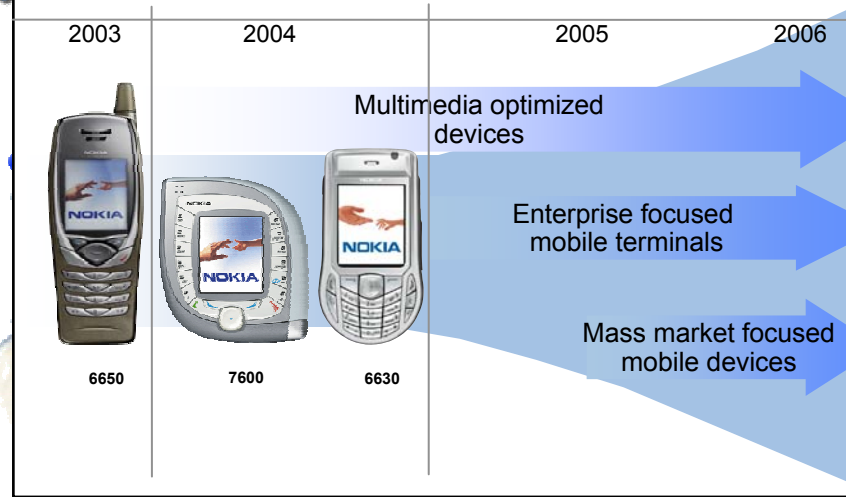 2003
2004
2005
2006
Multimedia optimized
devices
Enterprise focused
mobile terminals
Mass market focused
mobile devices
NOKIA
NOKIA
NOKIA
NOKIA
6650
7600
6630